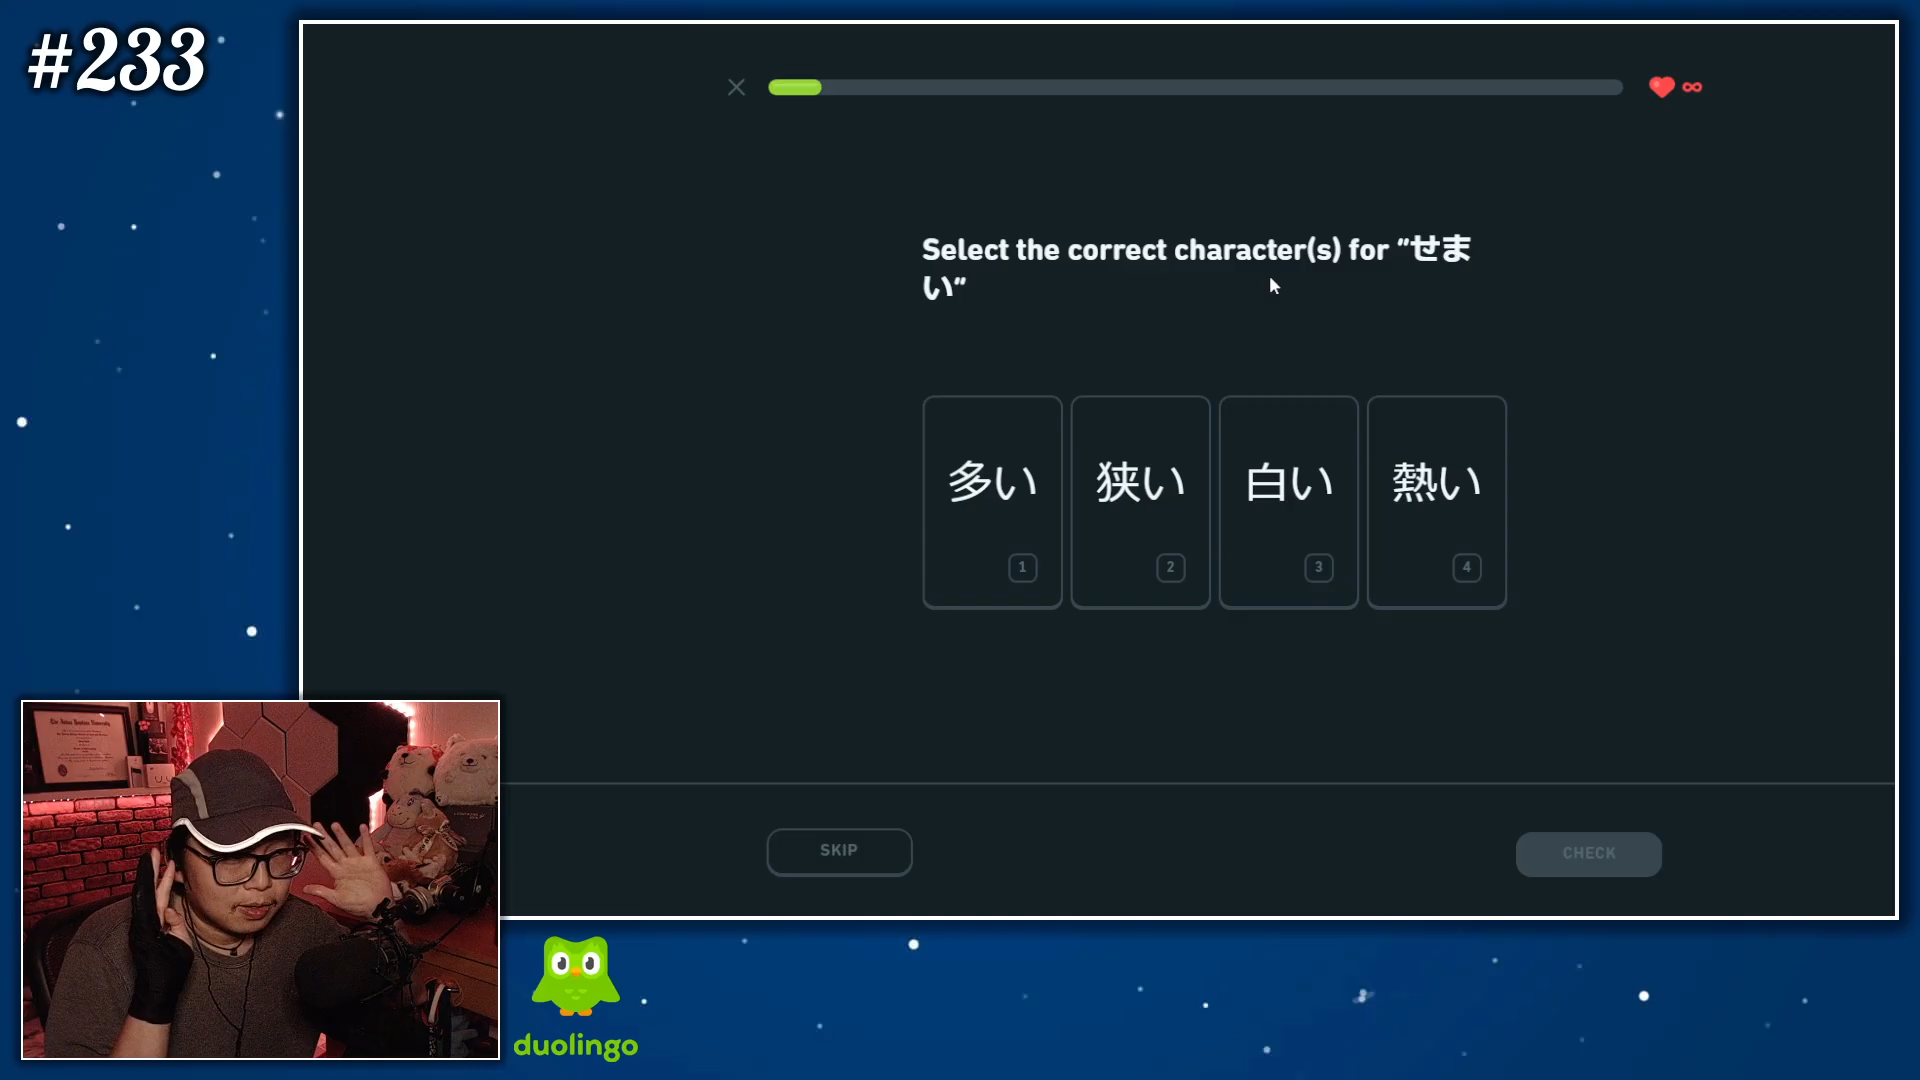 #233
Select the correct character(s) for “せま
い”
多い
狭い
白い
熱い
1
2
3
4
SKIP
CHECK
duolingo